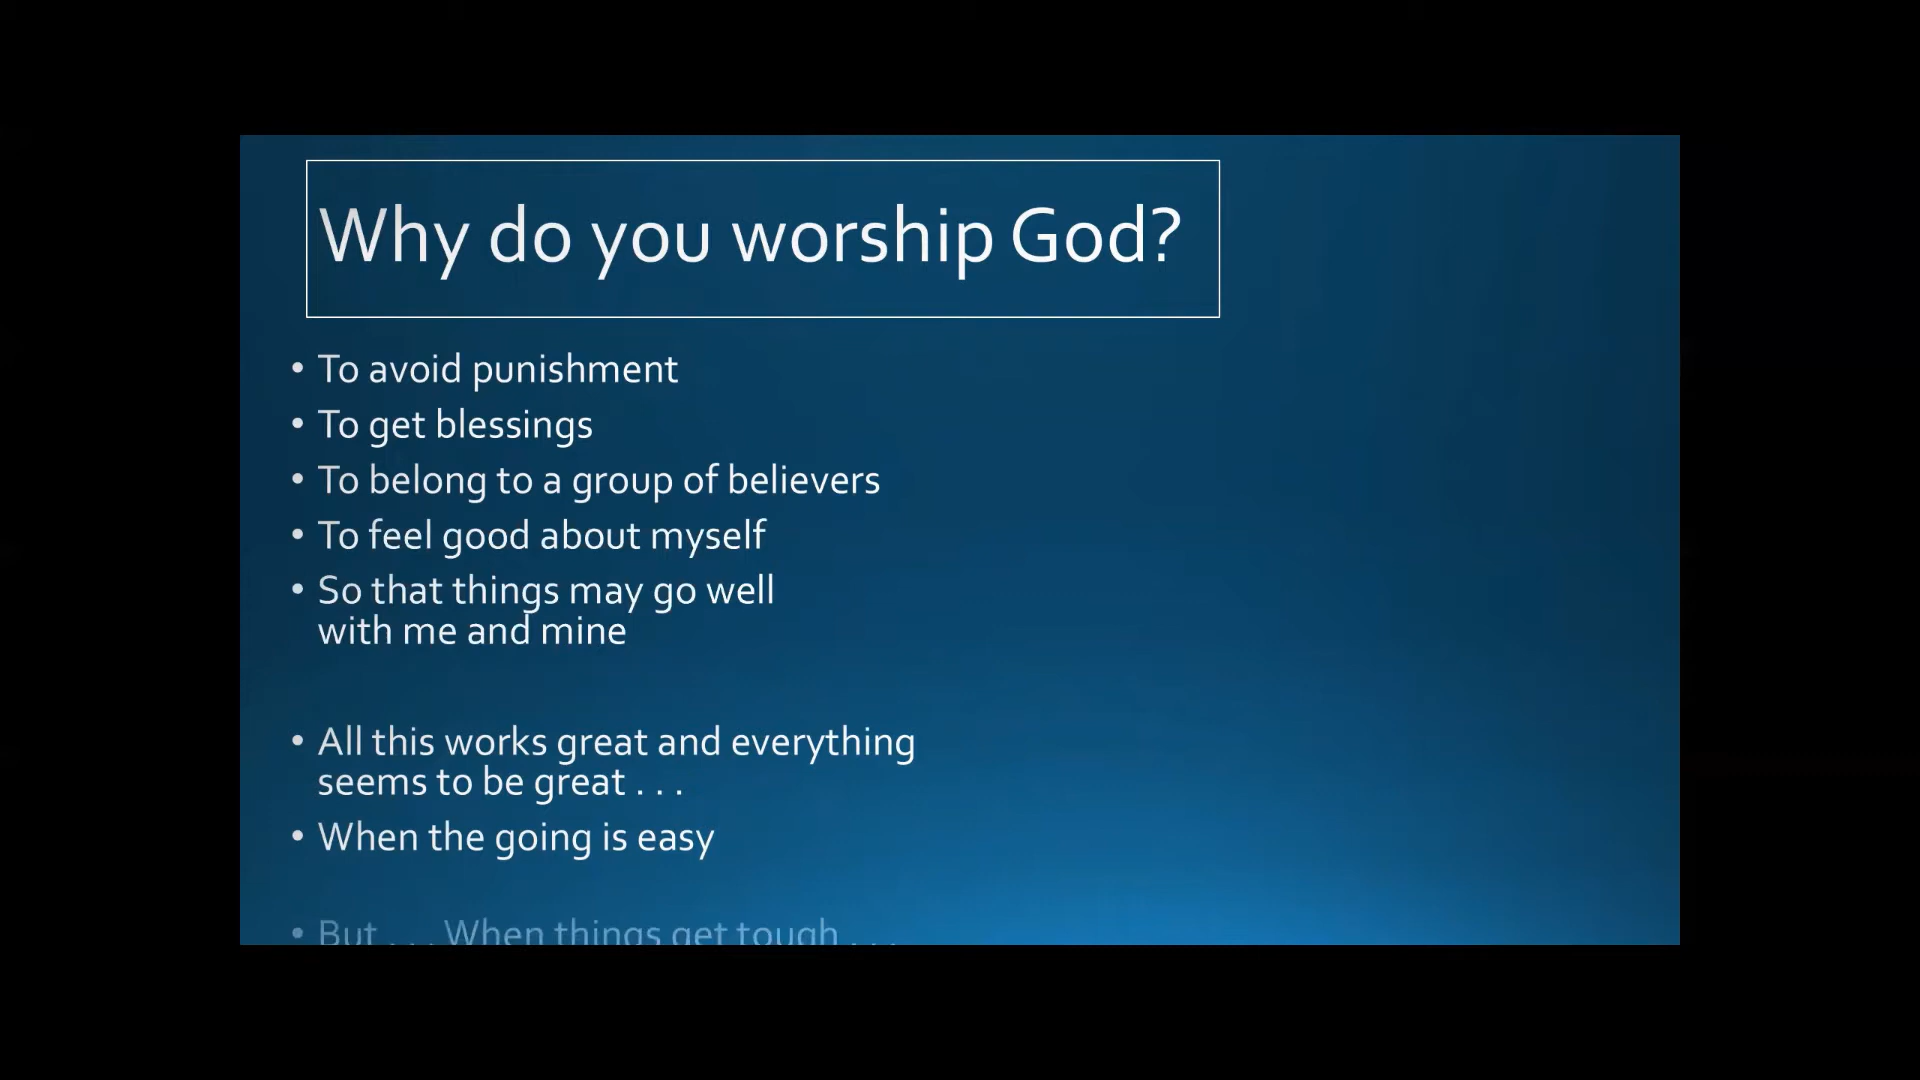 Why do you worship God?
• To avoid punishment
• To get blessings
• To belong to a group of believers
• To feel good about myself
• So that things may go well
with me and mine
• All this works great and everything
seems to be great . . .
• When the going is easy
• But . . . When things get tough . . .